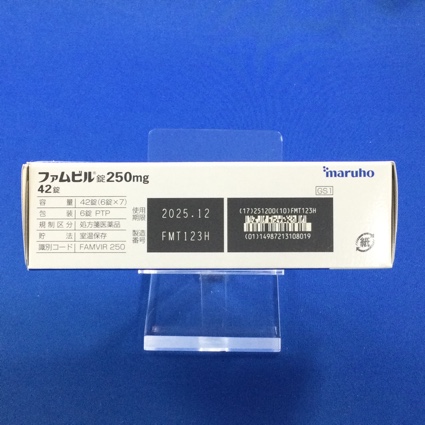 ファムビル錠250mg
42錠
容量 42錠(6錠×7)
包装 6錠 PTP
規制区分 処方箋医薬品
貯法 室温保存
識別コード FAMVIR 250
使用期限 2025.12
製造番号 FMT123H
maruho
GS1
(17)251200(10)FMT123H
(01)14987213108019
紙